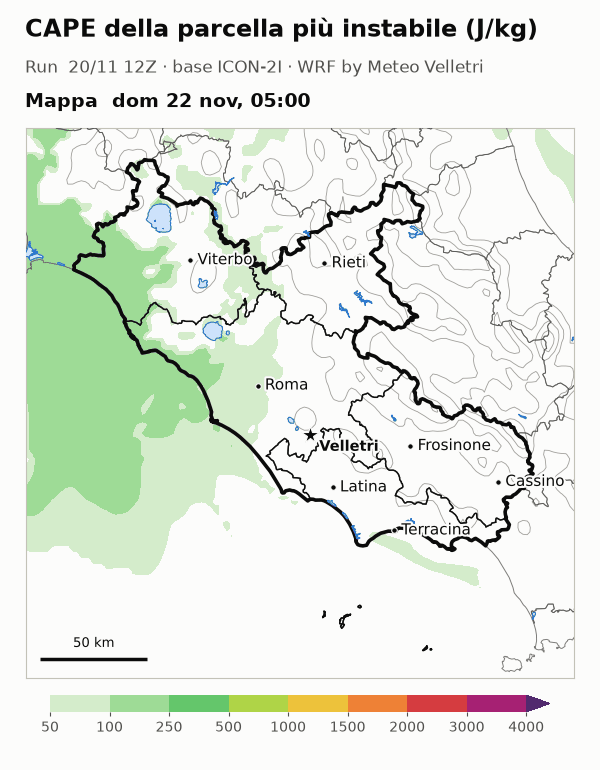 CAPE della parcella più instabile (J/kg)
Run 20/11 12Z · base ICON-2I · WRF by Meteo Velletri
Mappa dom 22 nov, 05:00
Viterbo
Rieti
Roma
Velletri
Frosinone
Cassino
Latina
Terracina
50 km
50 100 250 500 1000 1500 2000 3000 4000